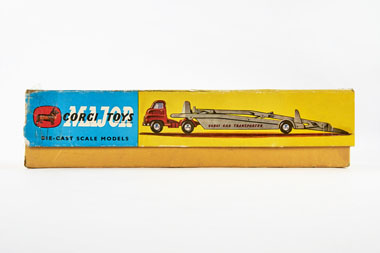 CORGI TOYS
MAJOR
DIE-CAST SCALE MODELS
CORGI CAR TRANSPORTER